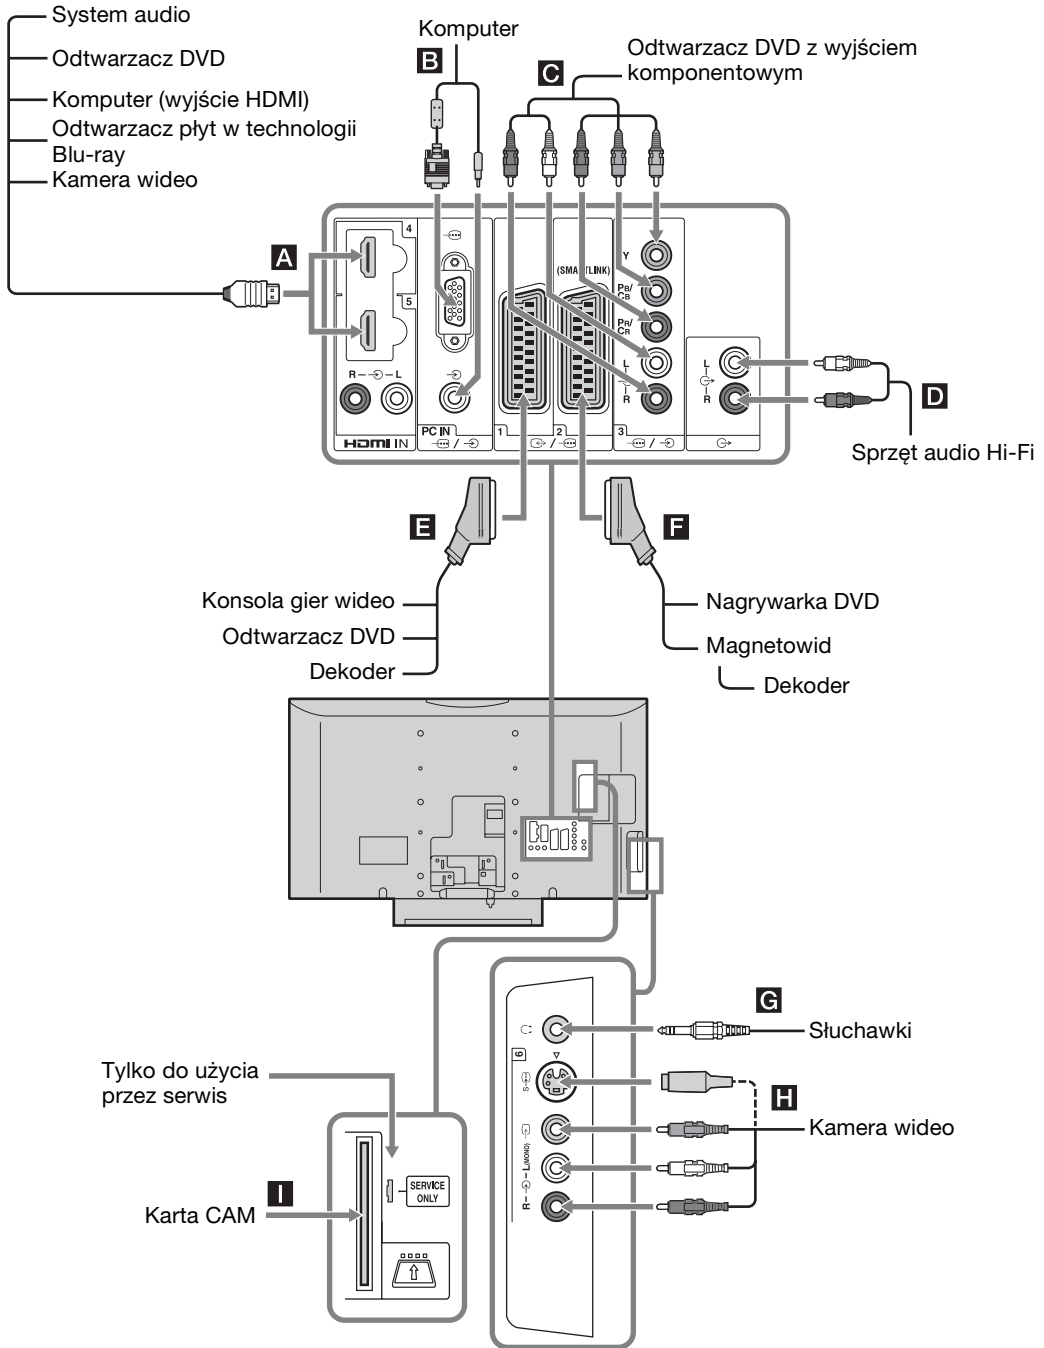 System audio
Odtwarzacz DVD
Komputer (wyjście HDMI)
Odtwarzacz płyt w technologii
Blu-ray
Kamera wideo
Komputer
B
C
Odtwarzacz DVD z wyjściem
komponentowym
A
4
5
R L
HDMI IN
PC IN
/
1
(SMARTLINK)
2
/
Y
PB/
CB
PR/
CR
L
R
3
/
L
R
D
Sprzęt audio Hi-Fi
E
F
Konsola gier wideo
Odtwarzacz DVD
Dekoder
Nagrywarka DVD
Magnetowid
Dekoder
G
Słuchawki
6
S
H
Kamera wideo
R L (MONO)
Tylko do użycia
przez serwis
SERVICE
ONLY
I
Karta CAM